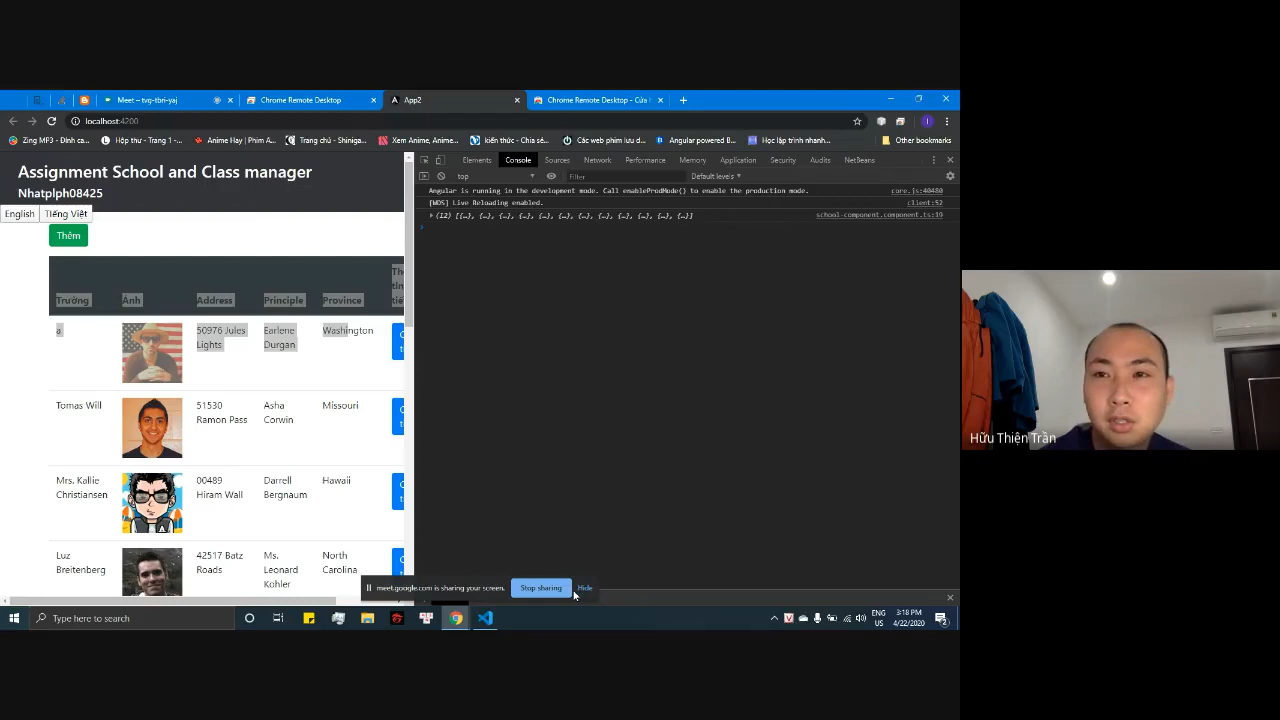 Meet – tvg-tbri-yaj
Chrome Remote Desktop
App2
Chrome Remote Desktop - Cửa h
localhost:4200
Zing MP3 - Đỉnh ca...
Hộp thư - Trang 1 -...
Anime Hay | Phim A...
Trang chủ - Shiniga...
Xem Anime, Anime...
kiến thức – Chia sẻ...
Các web phim lưu d...
Angular powered B...
Học lập trình nhanh...
Other bookmarks
Assignment School and Class manager
Nhatplph08425
English
Tiếng Việt
Thêm
Trường
Ảnh
Address
Principle
Province
a
50976 Jules
Lights
Earlene
Durgan
Washington
Tomas Will
51530
Ramon Pass
Asha
Corwin
Missouri
Mrs. Kallie
Christiansen
00489
Hiram Wall
Darrell
Bergnaum
Hawaii
Luz
Breitenberg
42517 Batz
Roads
Ms.
Leonard
Kohler
North
Carolina
Elements
Console
Sources
Network
Performance
Memory
Application
Security
Audits
NetBeans
top
Filter
Default levels
Angular is running in the development mode. Call enableProdMode() to enable the production mode.
core.js:40480
[WDS] Live Reloading enabled.
client:52
(12) [{…}, {…}, {…}, {…}, {…}, {…}, {…}, {…}, {…}, {…}, {…}, {…}]
school-component.component.ts:19
meet.google.com is sharing your screen.
Stop sharing
Hide
Type here to search
ENG
US
3:18 PM
4/22/2020
2
Hữu Thiện Trần